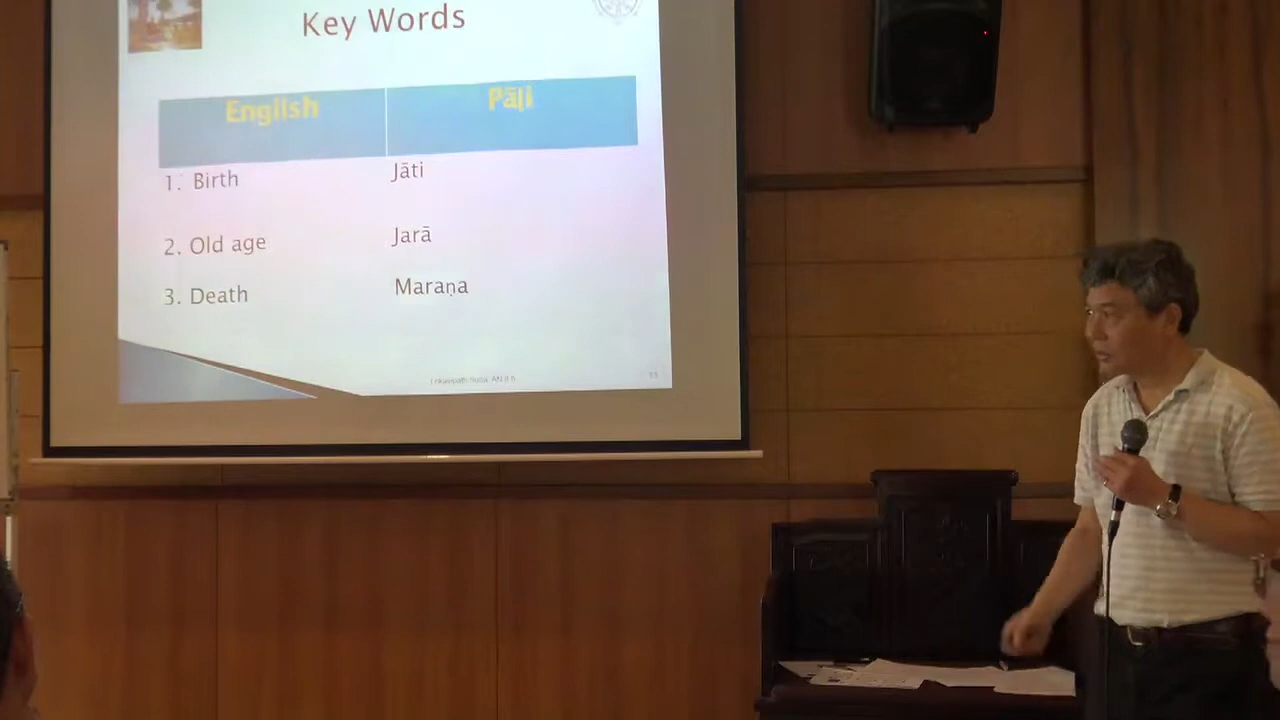 Key Words
English Pāḷi
1. Birth Jāti
2. Old age Jarā
3. Death Maraṇa